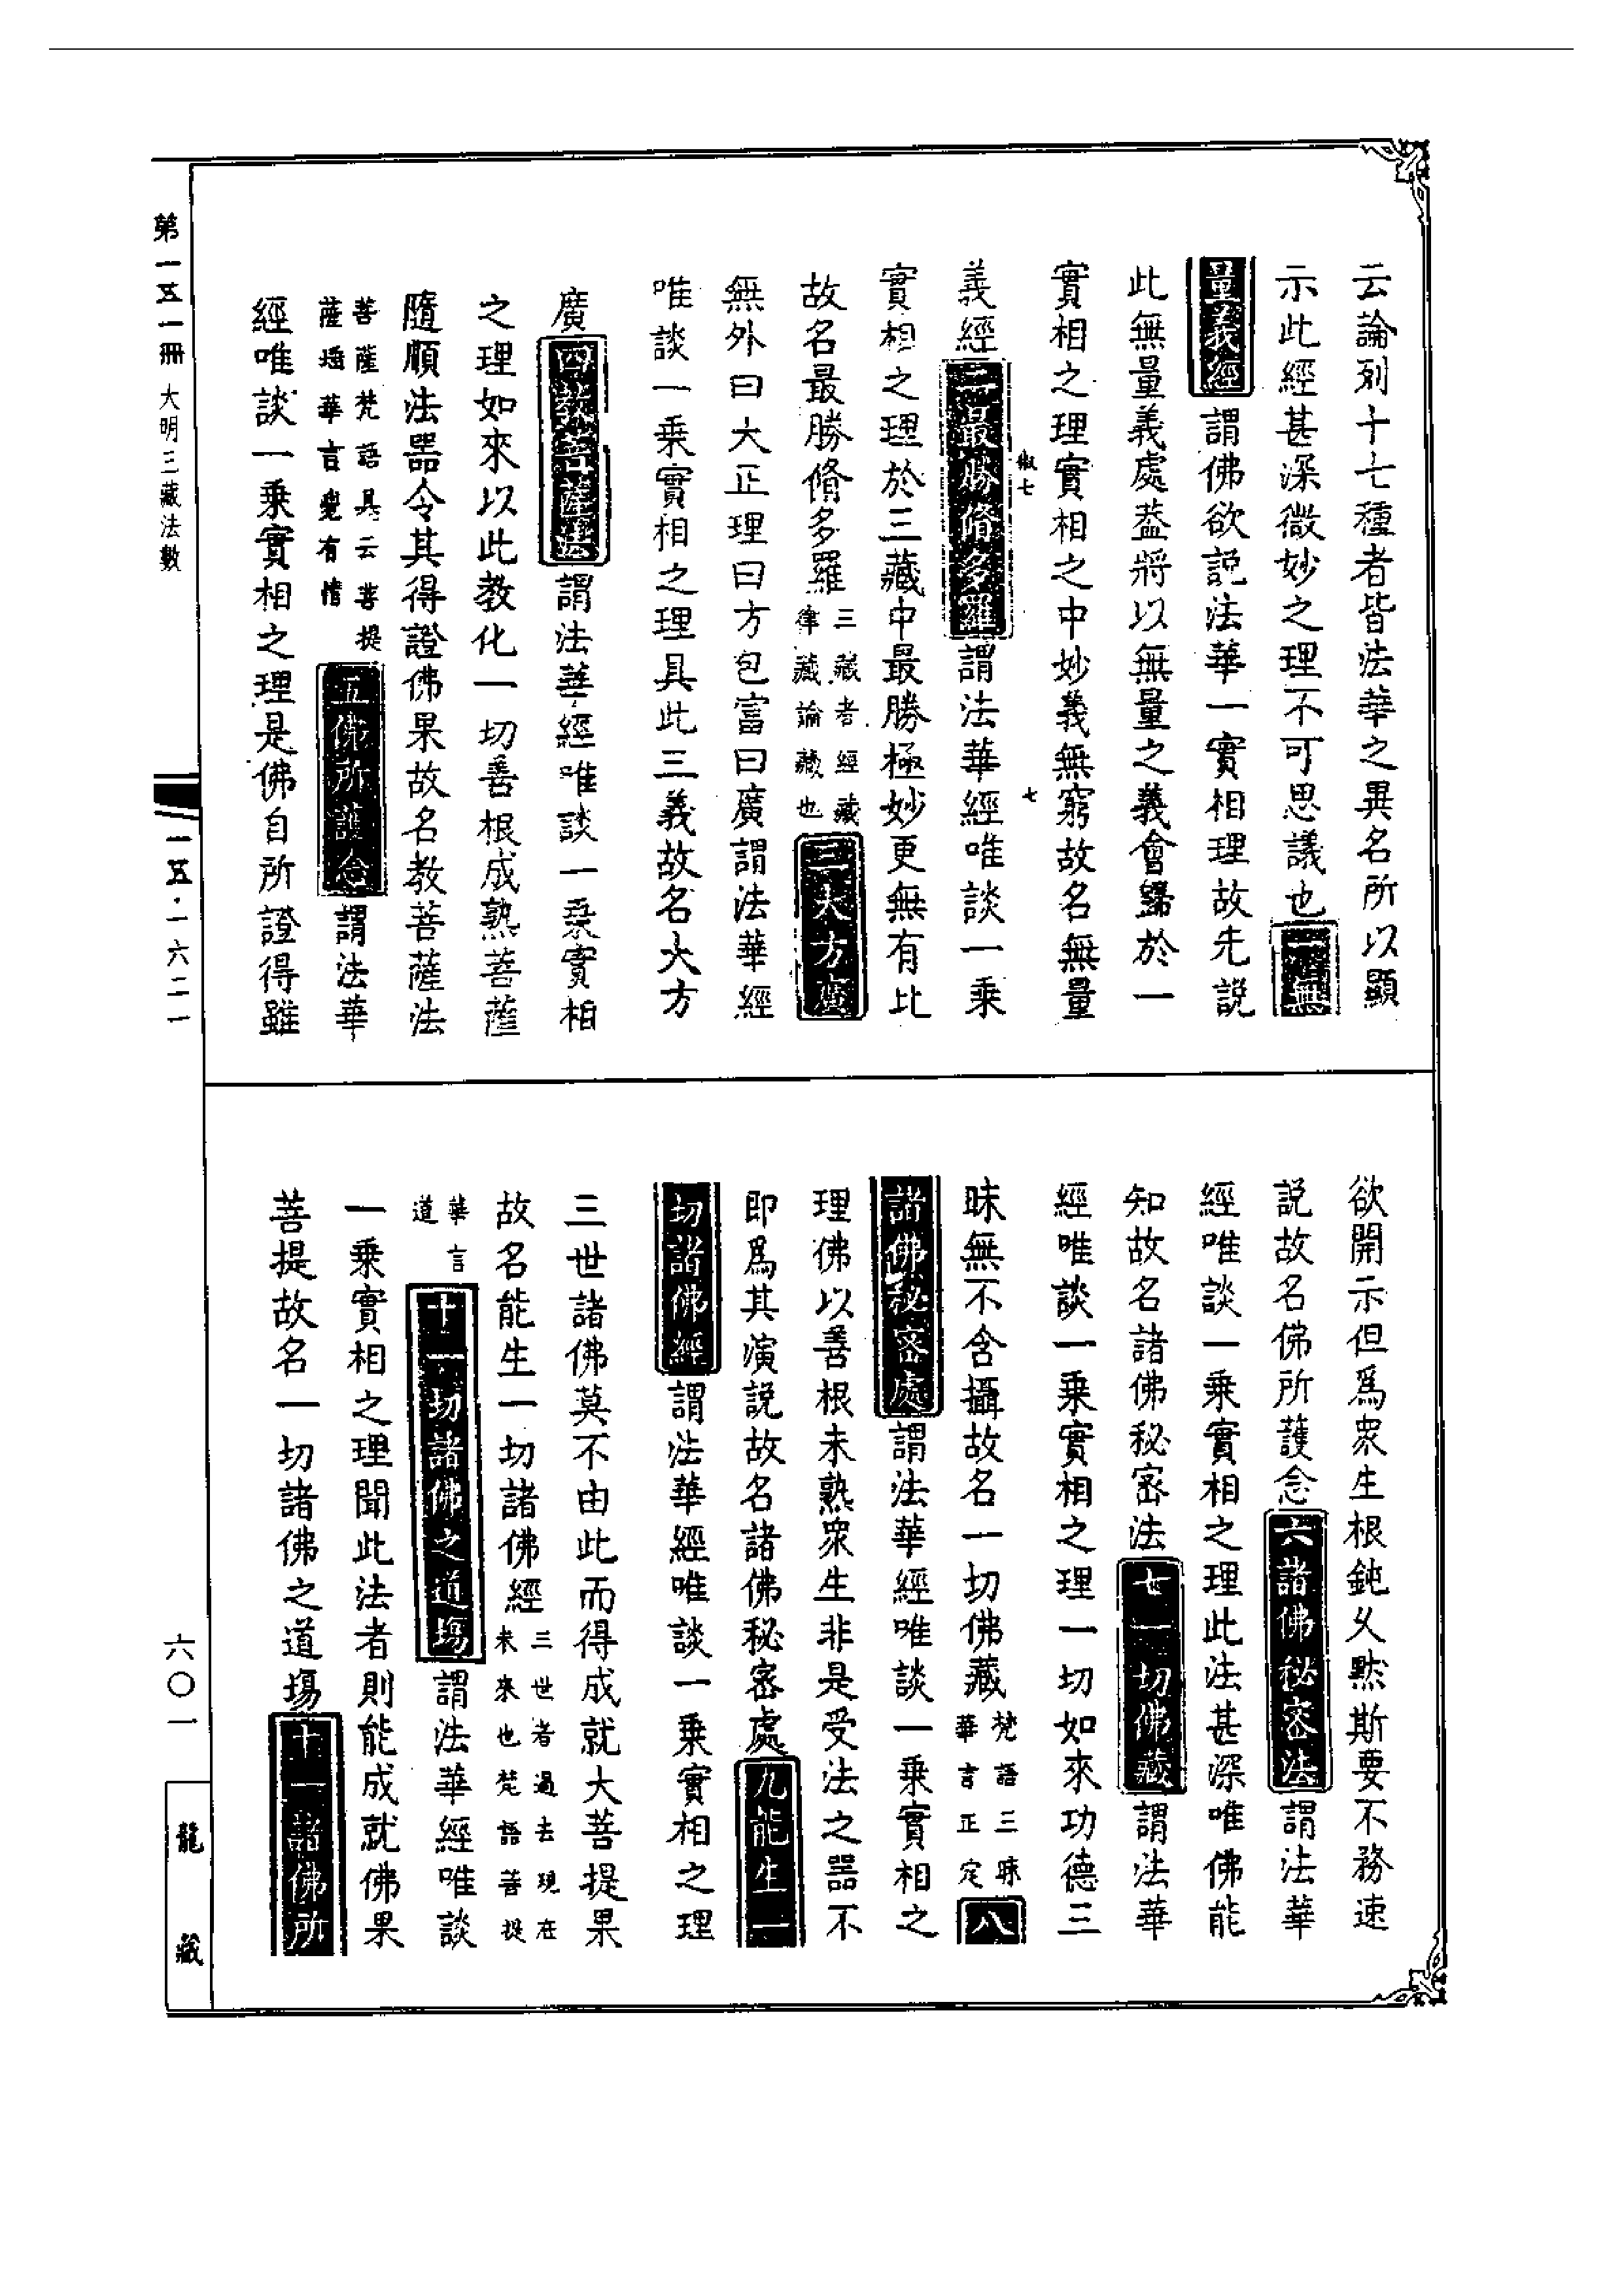 云論列十七種者皆法華之異名所以顯
示此經甚深微妙之理不可思議也一無
量義經謂佛欲說法華一實相理故先說
此無量義處葢將以無量之義會歸於一
實相之理實相之中妙義無窮故名無量
七
七
義經二最勝脩多羅謂法華經唯談一乘
實相之理於三藏中最勝極妙更無有比
故名最勝脩多羅三藏者經藏律藏論藏也三大方廣
無外曰大正理曰方包富曰廣謂法華經
唯談一乘實相之理具此三義故名大方
廣四教菩薩法謂法華經唯談一乘實相
之理如來以此教化一切善根成熟菩薩
隨順法噐令其得證佛果故名教菩薩法
菩薩梵語具云菩提薩埵華言覺有情五佛所護念謂法華
經唯談一乘實相之理是佛自所證得雖
欲開示但爲衆生根鈍乆默斯要不務速
說故名佛所護念六諸佛秘密法謂法華
經唯談一乘實相之理此法甚深唯佛能
知故名諸佛秘密法七一切佛藏謂法華
經唯談一乘實相之理一切如來功德三
昧無不含攝故名一切佛藏梵語三昧華言正定八
諸佛秘密處謂法華經唯談一乘實相之
理佛以善根未熟衆生非是受法之噐不
即爲其演說故名諸佛秘密處九能生一
切諸佛經謂法華經唯談一乘實相之理
三世諸佛莫不由此而得成就大菩提果
故名能生一切諸佛經三世者過去現在未來也梵語菩提
華言道十一切諸佛之道塲謂法華經唯談
一乘實相之理聞此法者則能成就佛果
菩提故名一切諸佛之道塲十一諸佛所
第一五一冊 大明三藏法數
一五·一六二一
六〇一
龍藏